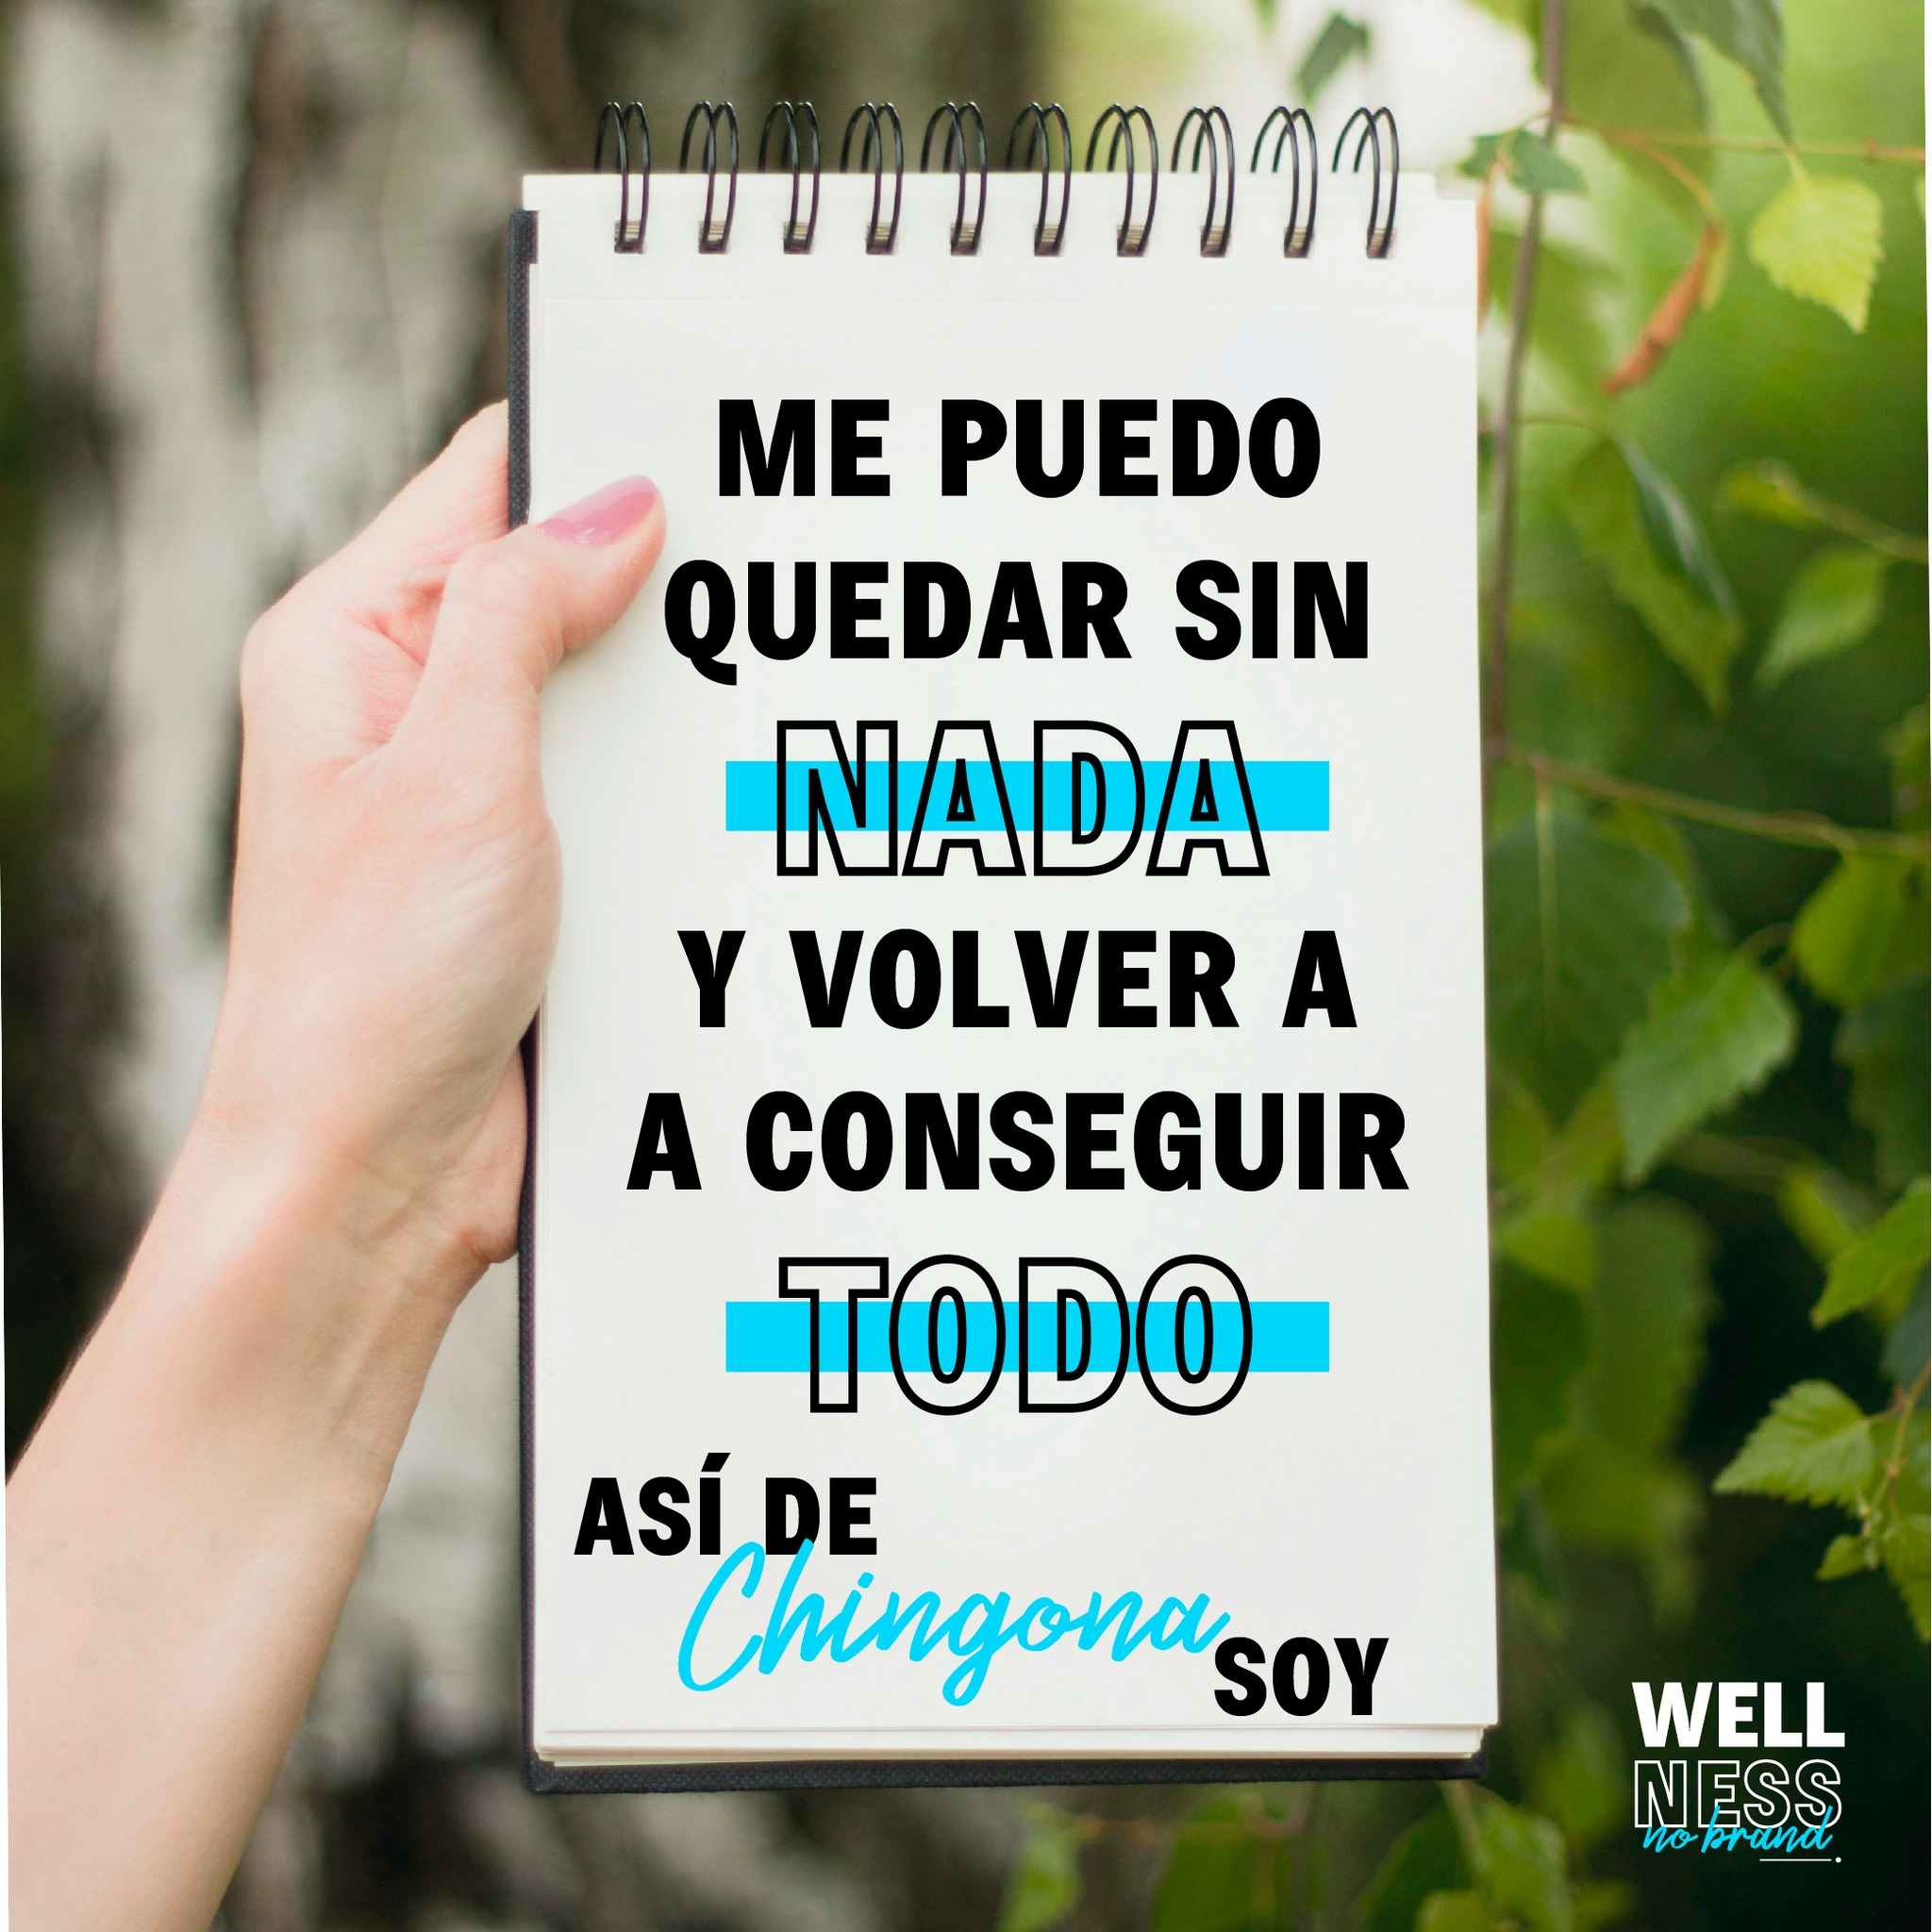 ME PUEDO
QUEDAR SIN
NADA
Y VOLVER A
A CONSEGUIR
TODO
ASÍ DE
Chingona
SOY
WELL
NESS
no brand